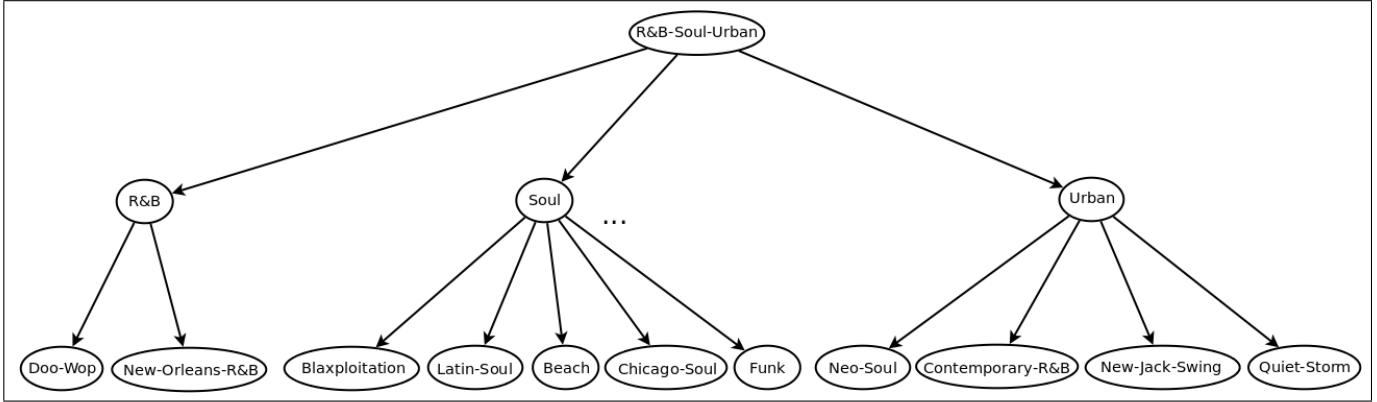 R&B-Soul-Urban
R&B
Soul
...
Urban
Doo-Wop
New-Orleans-R&B
Blaxploitation
Latin-Soul
Beach
Chicago-Soul
Funk
Neo-Soul
Contemporary-R&B
New-Jack-Swing
Quiet-Storm